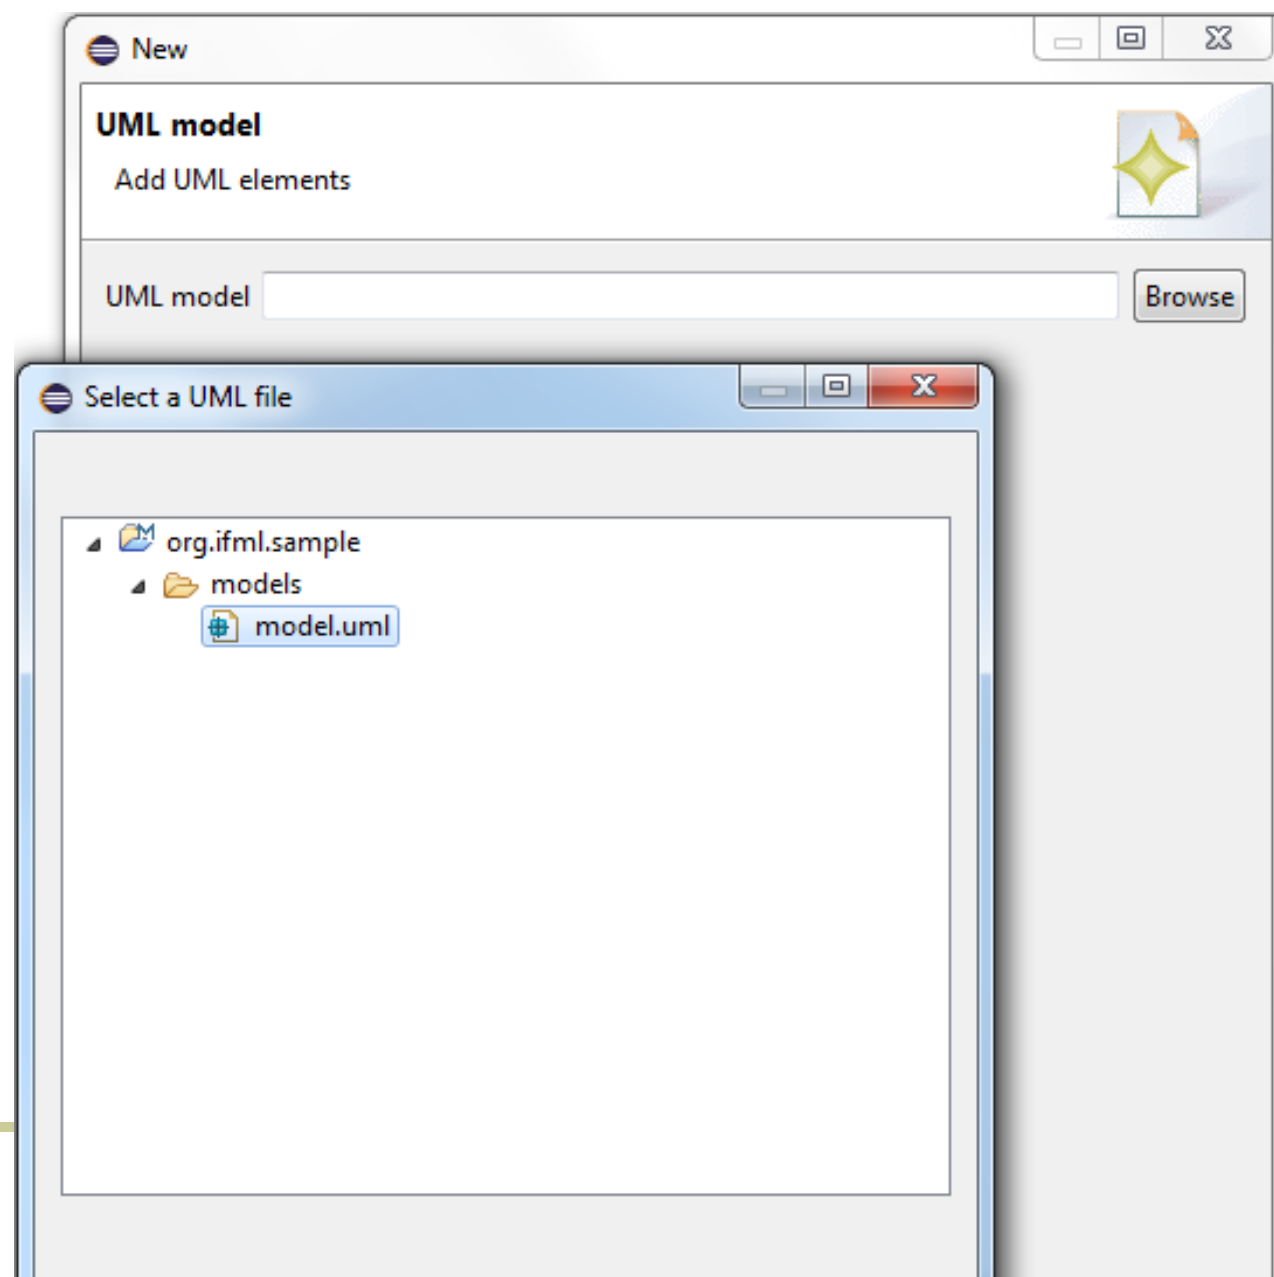 New
UML model
Add UML elements
UML model
Browse
Select a UML file
org.ifml.sample
models
model.uml